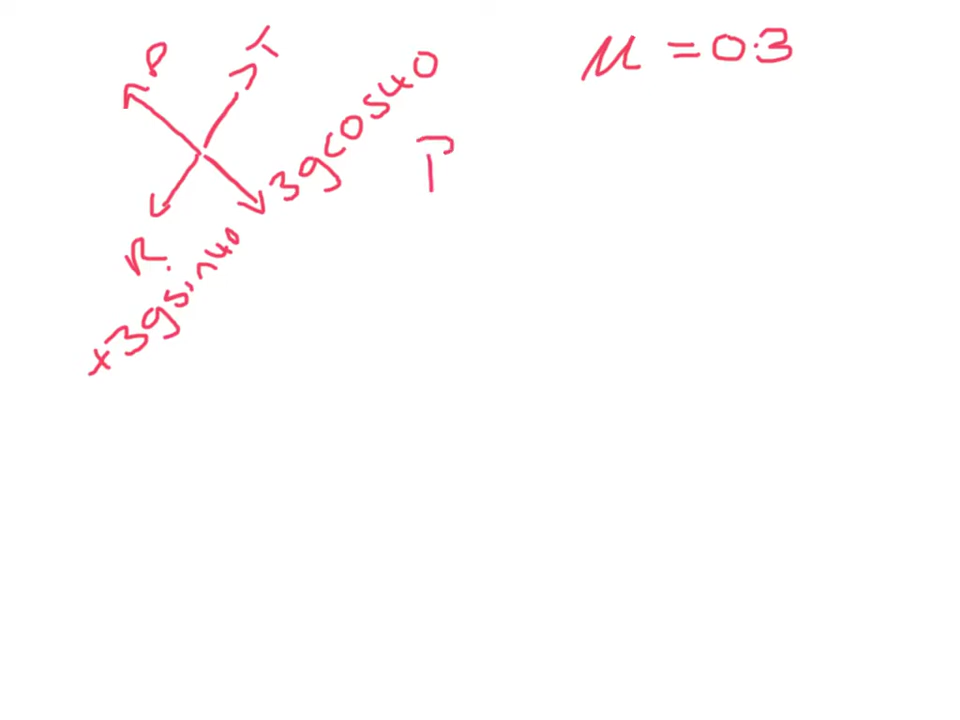 P
T
μ = 0.3
3gcos40
T
R
+3gsin40